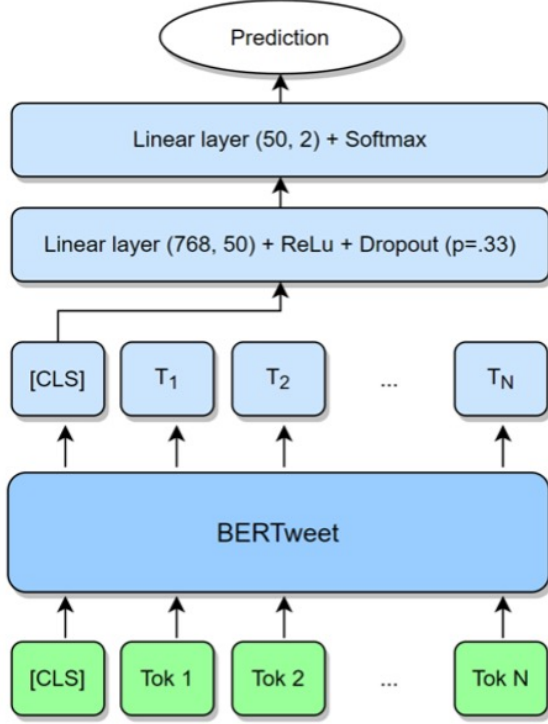 Prediction
Linear layer (50, 2) + Softmax
Linear layer (768, 50) + ReLu + Dropout (p=.33)
[CLS] T1 T2 ... TN
BERTweet
[CLS] Tok 1 Tok 2 ... Tok N